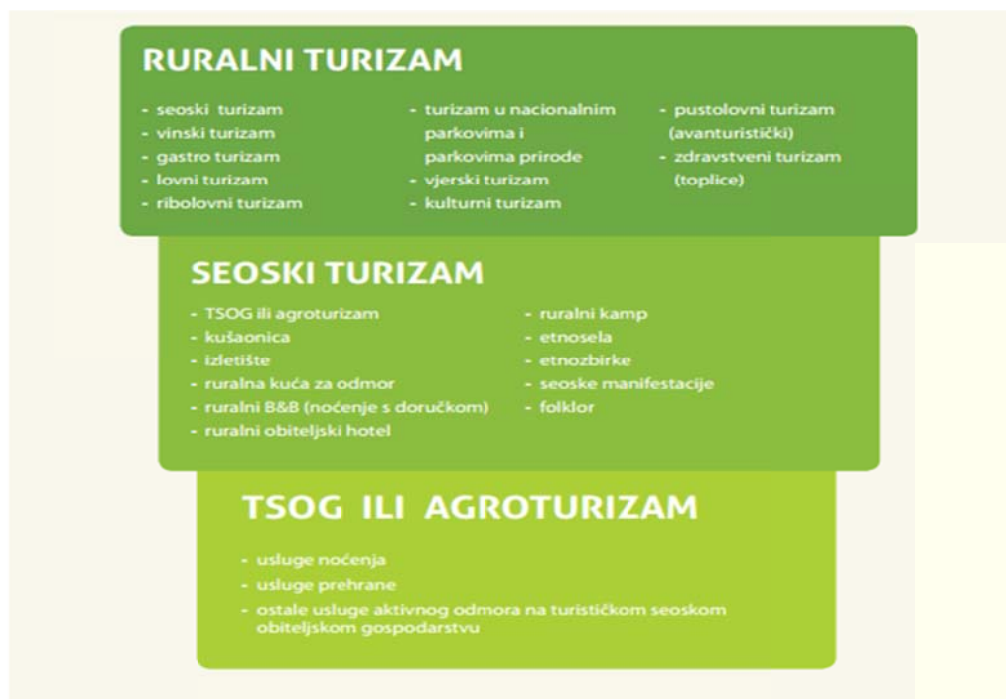 RURALNI TURIZAM
- seoski turizam
- vinski turizam
- gastro turizam
- lovni turizam
- ribolovni turizam
- turizam u nacionalnim
parkovima i
parkovima prirode
- vjerski turizam
- kulturni turizam
- pustolovni turizam
(avanturistički)
- zdravstveni turizam
(toplice)
SEOSKI TURIZAM
- TSOG ili agroturizam
- kušaonica
- izletište
- ruralna kuća za odmor
- ruralni B&B (noćenje s doručkom)
- ruralni obiteljski hotel
- ruralni kamp
- etnosela
- etnozbirke
- seoske manifestacije
- folklor
TSOG ILI AGROTURIZAM
- usluge noćenja
- usluge prehrane
- ostale usluge aktivnog odmora na turističkom seoskom
obiteljskom gospodarstvu